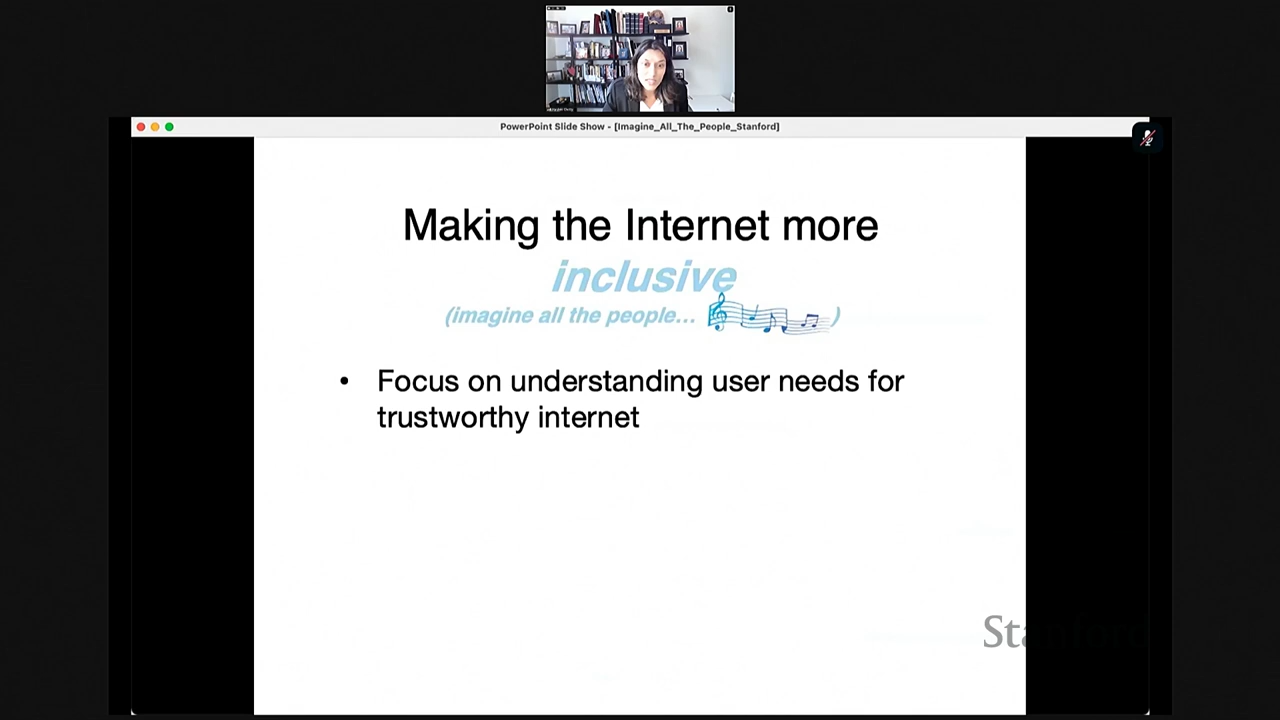 PowerPoint Slide Show - [Imagine_All_The_People_Stanford]
Making the Internet more
inclusive
(imagine all the people... )
• Focus on understanding user needs for
trustworthy internet
Stanford